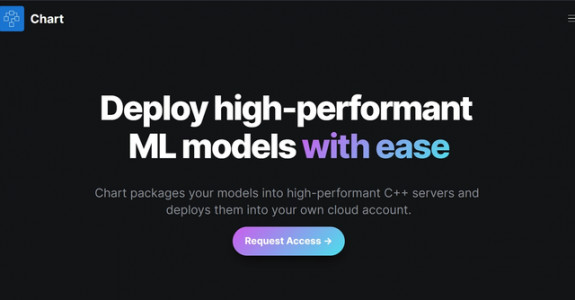 Chart
Deploy high-performant
ML models with ease
Chart packages your models into high-performant C++ servers and
deploys them into your own cloud account.
Request Access →